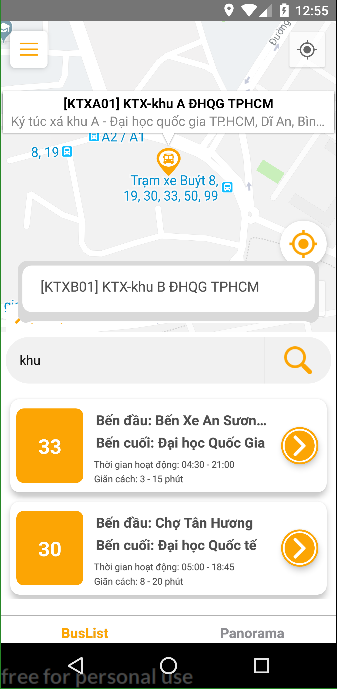 12:55
Đường
[KTXA01] KTX-khu A ĐHQG TPHCM
Ký túc xá khu A - Đại học quốc gia TP.HCM, Dĩ An, Bìn...
A2 / A1
8, 19
Trạm xe Buýt 8,
19, 30, 33, 50, 99
[KTXB01] KTX-khu B ĐHQG TPHCM
khu
33
Bến đầu: Bến Xe An Sươn...
Bến cuối: Đại học Quốc Gia
Thời gian hoạt động: 04:30 - 21:00
Giãn cách: 3 - 15 phút
30
Bến đầu: Chợ Tân Hương
Bến cuối: Đại học Quốc tế
Thời gian hoạt động: 05:00 - 18:45
Giãn cách: 8 - 20 phút
BusList
Panorama
free for personal use